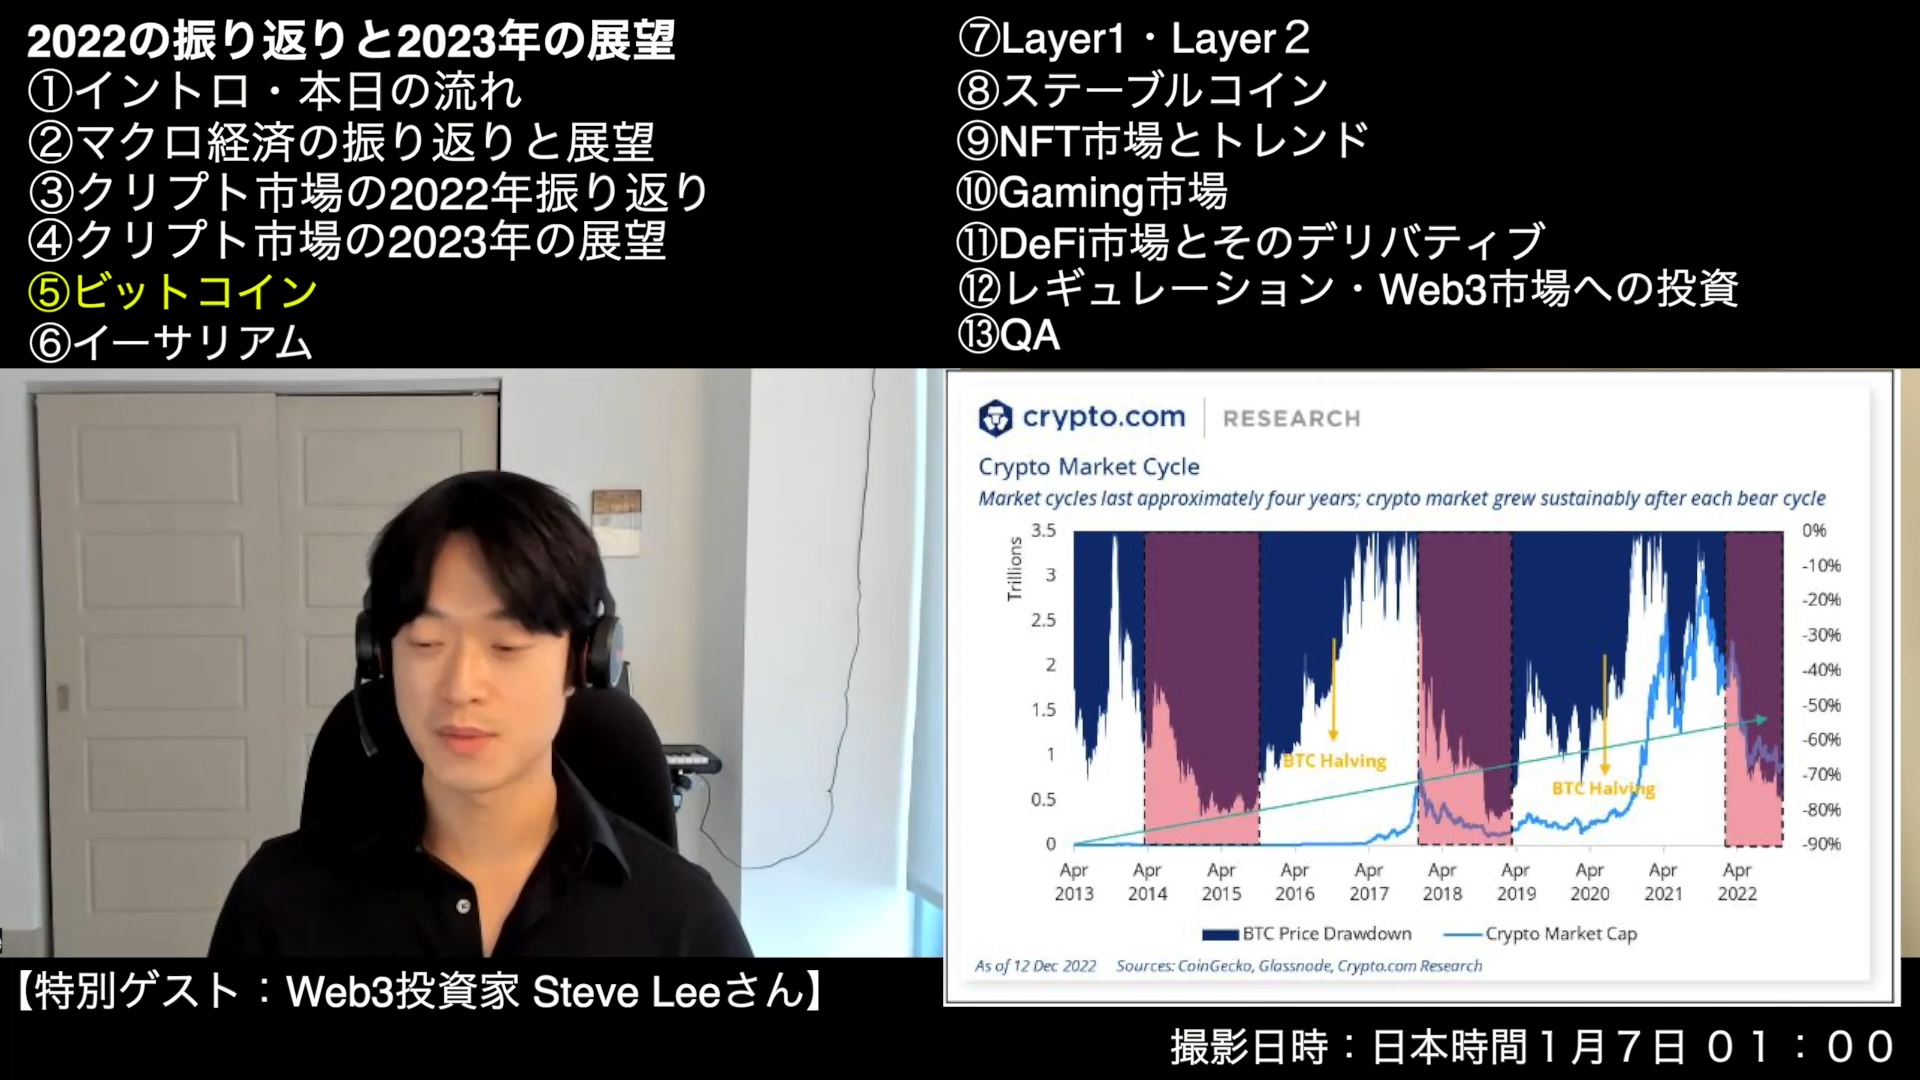 2022の振り返りと2023年の展望
①イントロ・本日の流れ
②マクロ経済の振り返りと展望
③クリプト市場の2022年振り返り
④クリプト市場の2023年の展望
⑤ビットコイン
⑥イーサリアム
⑦Layer1・Layer２
⑧ステーブルコイン
⑨NFT市場とトレンド
⑩Gaming市場
⑪DeFi市場とそのデリバティブ
⑫レギュレーション・Web3市場への投資
⑬QA
crypto.com RESEARCH
Crypto Market Cycle
Market cycles last approximately four years; crypto market grew sustainably after each bear cycle
Trillions
3.5
3
2.5
2
1.5
1
0.5
0
0%
-10%
-20%
-30%
-40%
-50%
-60%
-70%
-80%
-90%
BTC Halving
BTC Halving
Apr 2013
Apr 2014
Apr 2015
Apr 2016
Apr 2017
Apr 2018
Apr 2019
Apr 2020
Apr 2021
Apr 2022
BTC Price Drawdown
Crypto Market Cap
As of 12 Dec 2022 Sources: CoinGecko, Glassnode, Crypto.com Research
【特別ゲスト：Web3投資家 Steve Leeさん】
撮影日時：日本時間１月７日 ０１：００